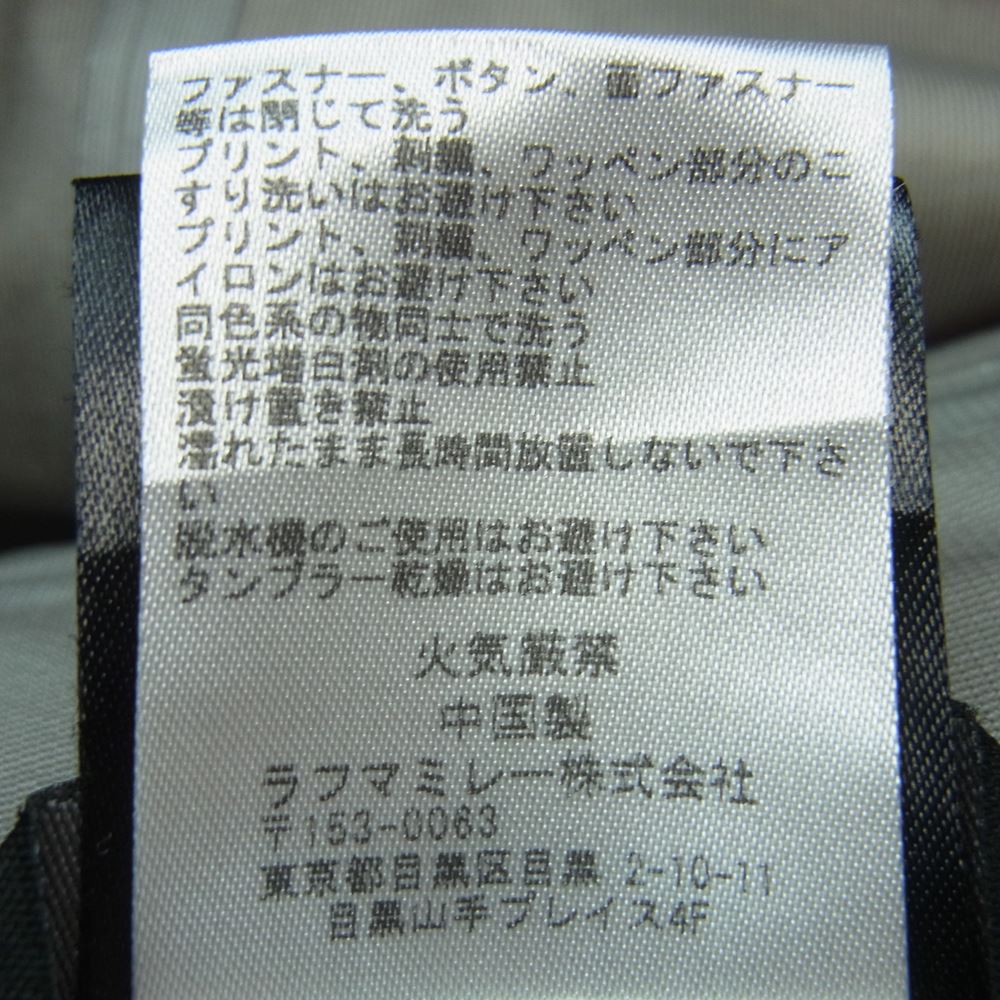 ファスナー、ボタン、面ファスナー
等は閉じて洗う
プリント、刺繍、ワッペン部分のこ
すり洗いはお避け下さい
プリント、刺繍、ワッペン部分にア
イロンはお避け下さい
同色系の物同士で洗う
蛍光増白剤の使用禁止
漬け置き禁止
濡れたまま長時間放置しないで下さ
い
脱水機のご使用はお避け下さい
タンブラー乾燥はお避け下さい
火気厳禁
中国製
ラフマミレー株式会社
〒153-0063
東京都目黒区目黒 2-10-11
目黒山手プレイス4F